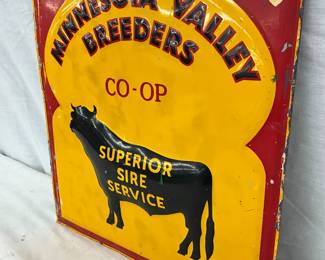 MINNESOTA VALLEY
BREEDERS
CO-OP
SUPERIOR
SIRE
SERVICE